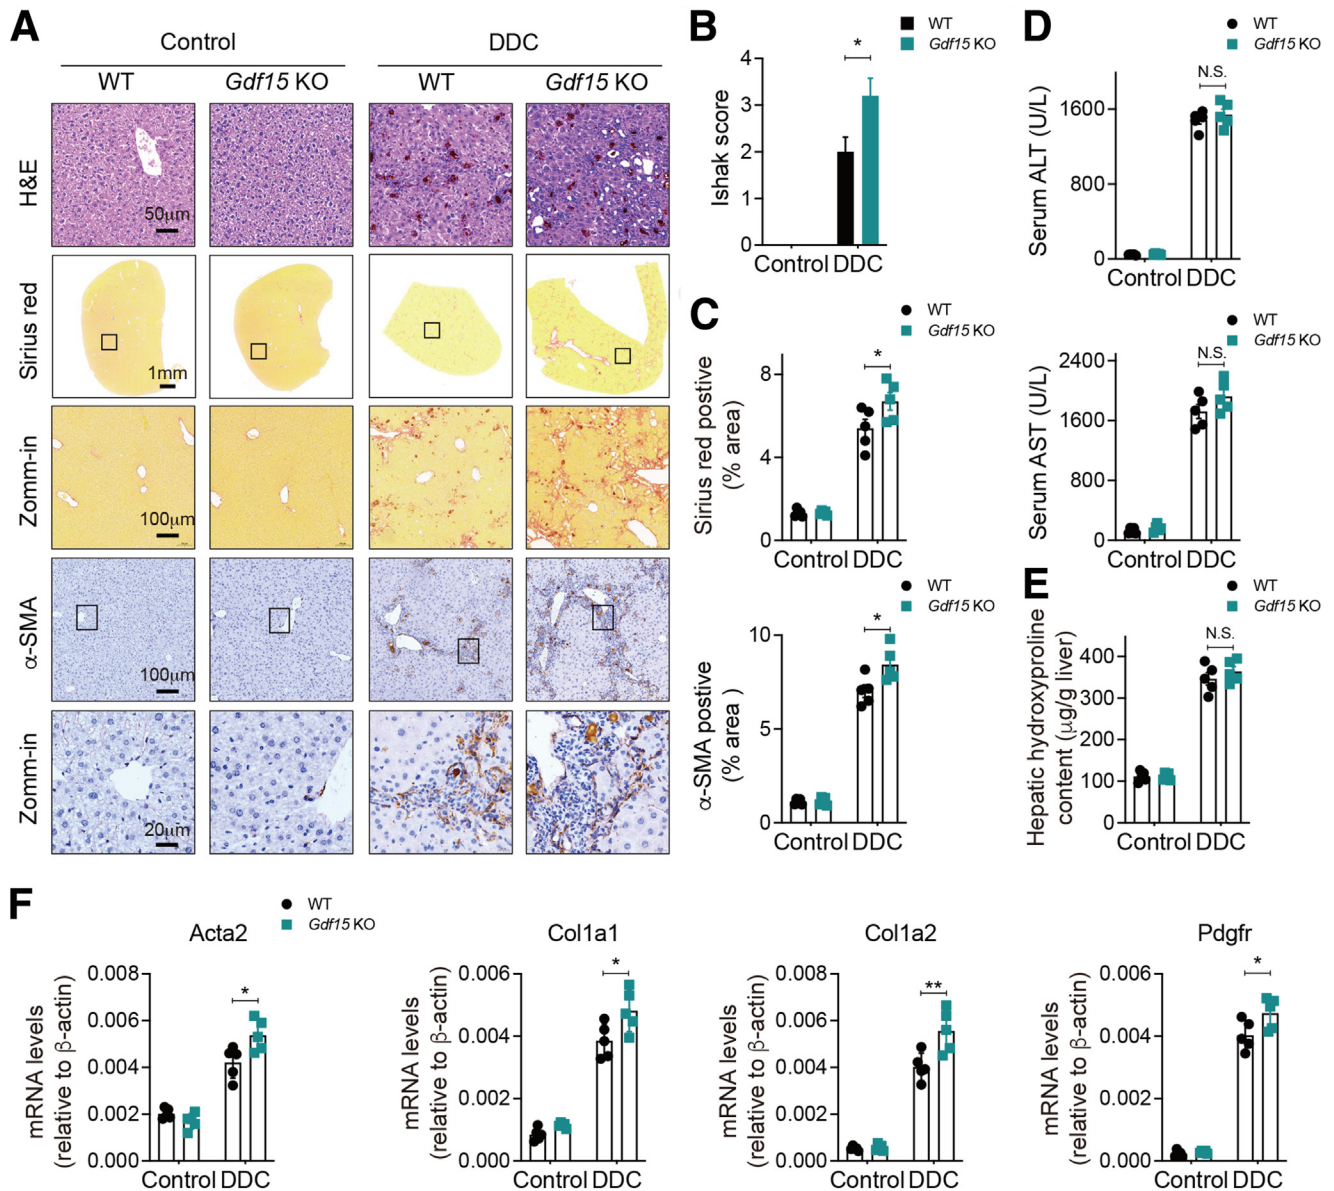 A
Control
DDC
WT
Gdf15 KO
WT
Gdf15 KO
H&E
50μm
Sirius red
1mm
Zomm-in
100μm
α-SMA
100μm
Zomm-in
20μm
B
WT
Gdf15 KO
Ishak score
4
3
2
1
0
*
Control DDC
C
WT
Gdf15 KO
Sirius red postive
(% area)
8
4
0
*
Control DDC
WT
Gdf15 KO
α-SMA postive
(% area )
10
5
0
*
Control DDC
D
WT
Gdf15 KO
Serum ALT (U/L)
1600
800
0
N.S.
Control DDC
WT
Gdf15 KO
Serum AST (U/L)
2400
1600
800
0
N.S.
Control DDC
E
WT
Gdf15 KO
Hepatic hydroxyproline
content (μg/g liver)
400
300
200
100
0
N.S.
Control DDC
F
WT
Gdf15 KO
Acta2
mRNA levels
(relative to β-actin)
0.008
0.006
0.004
0.002
0.000
*
Control DDC
Col1a1
mRNA levels
(relative to β-actin)
0.006
0.004
0.002
0.000
*
Control DDC
Col1a2
mRNA levels
(relative to β-actin)
0.008
0.006
0.004
0.002
0.000
**
Control DDC
Pdgfr
mRNA levels
(relative to β-actin)
0.006
0.004
0.002
0.000
*
Control DDC